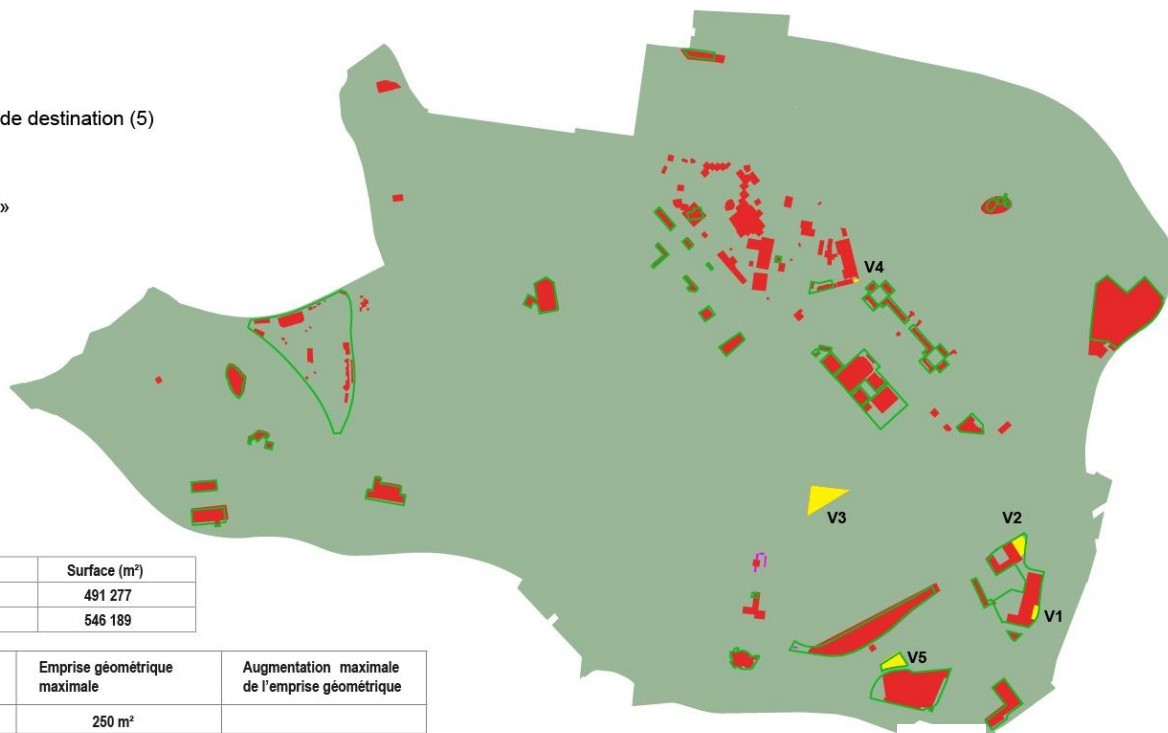 de destination (5)
»
V4
V3
V2
V1
V5
Surface (m²)
491 277
546 189
Emprise géométrique
maximale
Augmentation maximale
de l'emprise géométrique
250 m²